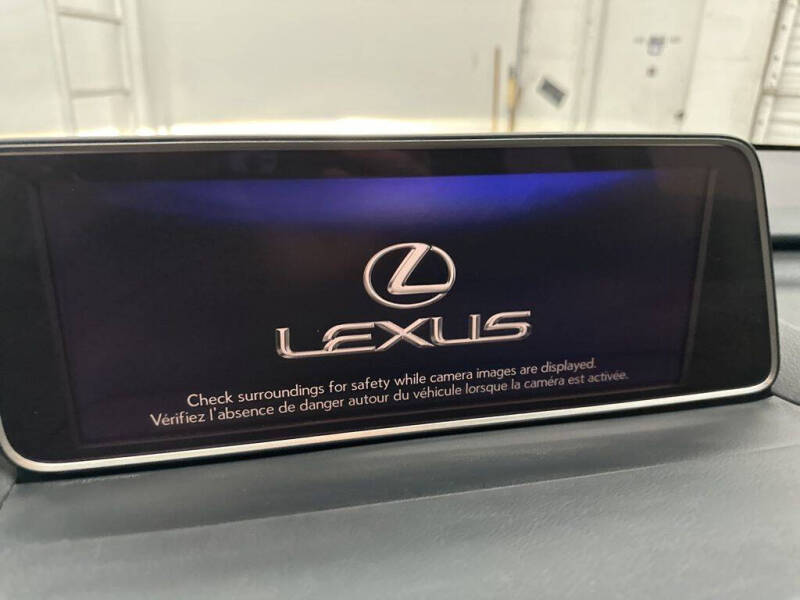 LEXUS
Check surroundings for safety while camera images are displayed.
Vérifiez l'absence de danger autour du véhicule lorsque la caméra est activée.